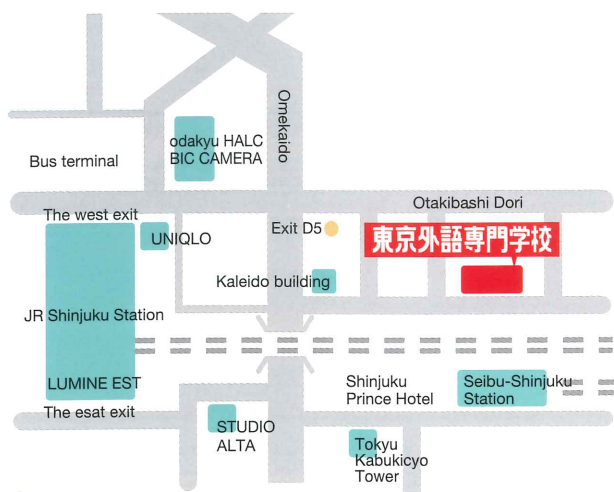 Omekaido
odakyu HALC
BIC CAMERA
Bus terminal
Otakibashi Dori
The west exit
UNIQLO
Exit D5
東京外語専門学校
Kaleido building
JR Shinjuku Station
LUMINE EST
The esat exit
Shinjuku
Prince Hotel
Seibu-Shinjuku
Station
STUDIO
ALTA
Tokyu
Kabukicyo
Tower